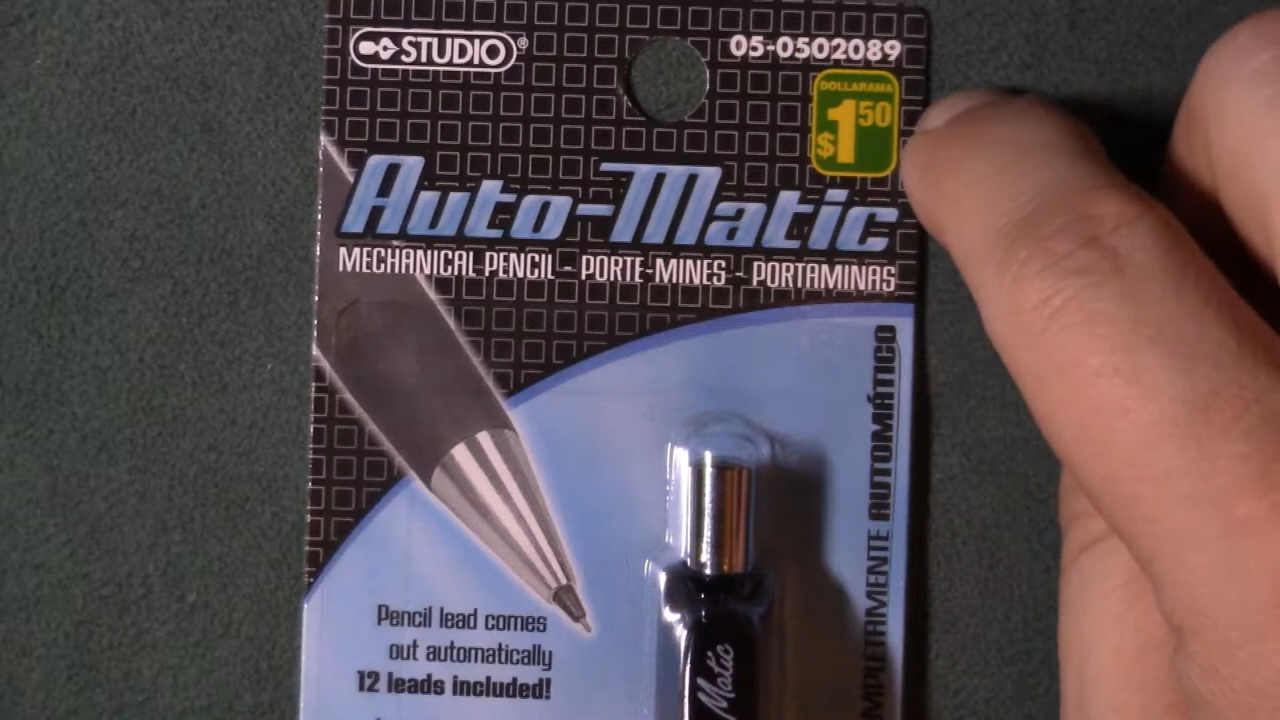 STUDIO®
05-0502089
DOLLARAMA
$1.50
Auto-Matic
MECHANICAL PENCIL - PORTE-MINES - PORTAMINAS
AUTOMÁTICO
Pencil lead comes
out automatically
12 leads included!
Matic